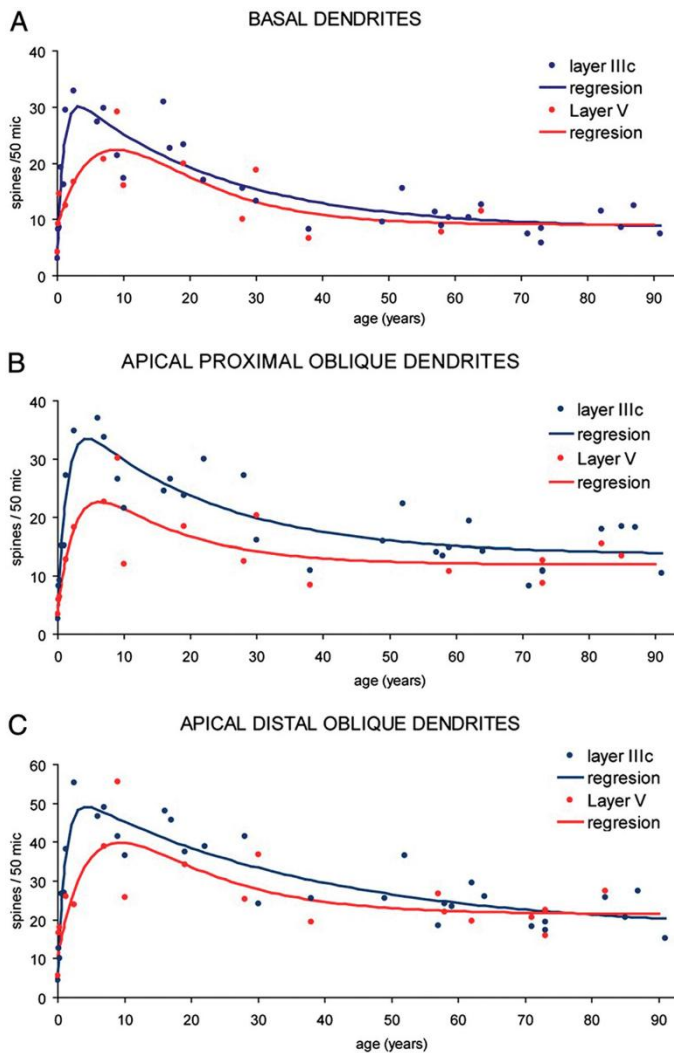 A
BASAL DENDRITES
layer IIIc
regresion
Layer V
regresion
spines /50 mic
40
30
20
10
0
0 10 20 30 40 50 60 70 80 90
age (years)
B
APICAL PROXIMAL OBLIQUE DENDRITES
layer IIIc
regresion
Layer V
regresion
spines / 50 mic
40
30
20
10
0
0 10 20 30 40 50 60 70 80 90
age (years)
C
APICAL DISTAL OBLIQUE DENDRITES
layer IIIc
regresion
Layer V
regresion
spines / 50 mic
60
50
40
30
20
10
0
0 10 20 30 40 50 60 70 80 90
age (years)